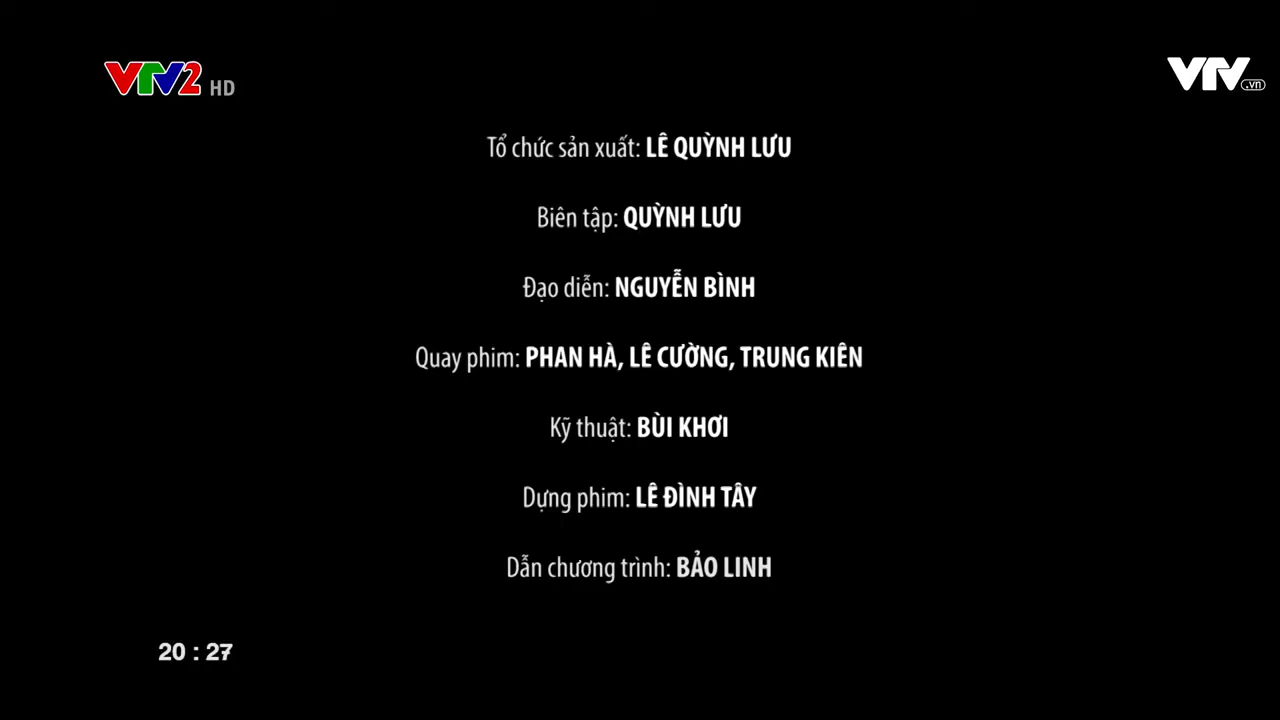 VTV2 HD
VTV.vn
Tổ chức sản xuất: LÊ QUỲNH LƯU
Biên tập: QUỲNH LƯU
Đạo diễn: NGUYỄN BÌNH
Quay phim: PHAN HÀ, LÊ CƯỜNG, TRUNG KIÊN
Kỹ thuật: BÙI KHƠI
Dựng phim: LÊ ĐÌNH TÂY
Dẫn chương trình: BẢO LINH
20 : 27